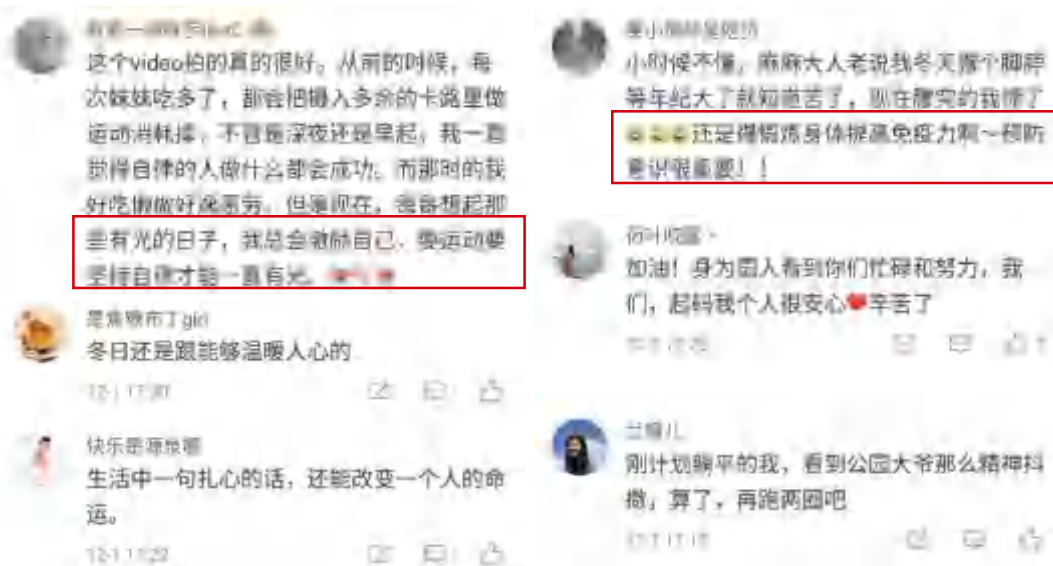 这个video拍的真的很好。从前的时候，每
次妹妹吃多了，都会把摄入多余的卡路里做
运动消耗掉，不管是深夜还是早起，我一直
觉得自律的人做什么都会成功。而那时的我
好吃懒做好逸恶劳。但是现在，我每想起那
些有光的日子，我总会激励自己，要运动要
坚持自律才能一直有光。
是焦糖布丁girl
冬日还是跟能够温暖人心的
快乐是源泉
生活中一句扎心的话，还能改变一个人的命
运。
12-1 17:22
小时候不懂，麻麻大人老说我冬天露个脚脖
等年纪大了就知道苦了，现在的我懂了
还是得锻炼身体提高免疫力啊～预防
意识很重要！！
加油！身为国人看到你们忙碌和努力，我
们，起码我个人很安心❤辛苦了
刚计划躺平的我，看到公园大爷那么精神抖
擞，算了，再跑两圈吧